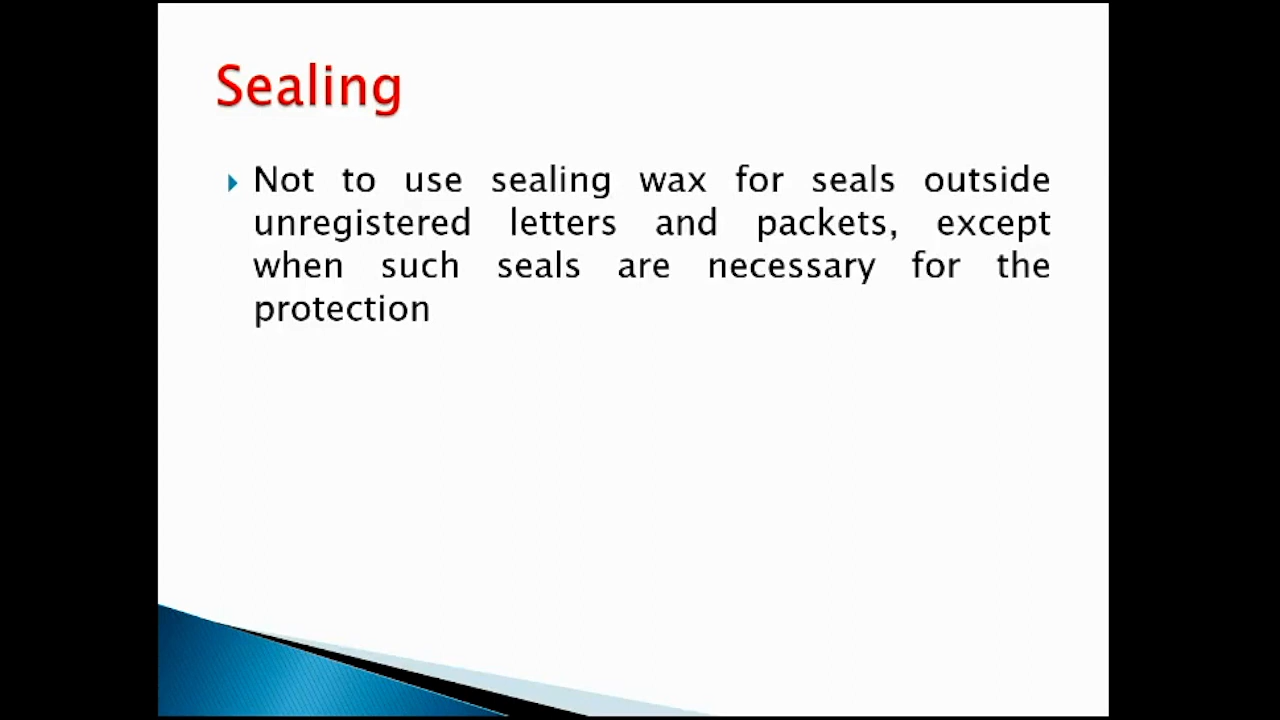 Sealing
Not to use sealing wax for seals outside
unregistered letters and packets, except
when such seals are necessary for the
protection